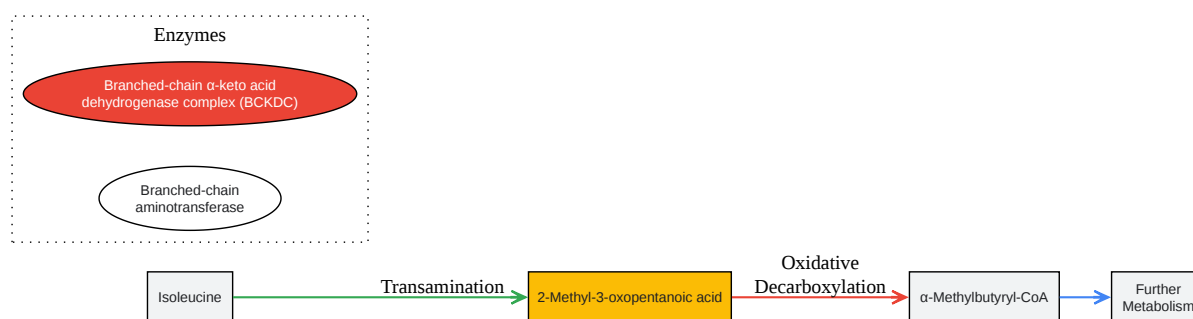 Enzymes
Branched-chain α-keto acid
dehydrogenase complex (BCKDC)
Branched-chain
aminotransferase
Isoleucine
Transamination
2-Methyl-3-oxopentanoic acid
Oxidative
Decarboxylation
α-Methylbutyryl-CoA
Further
Metabolism